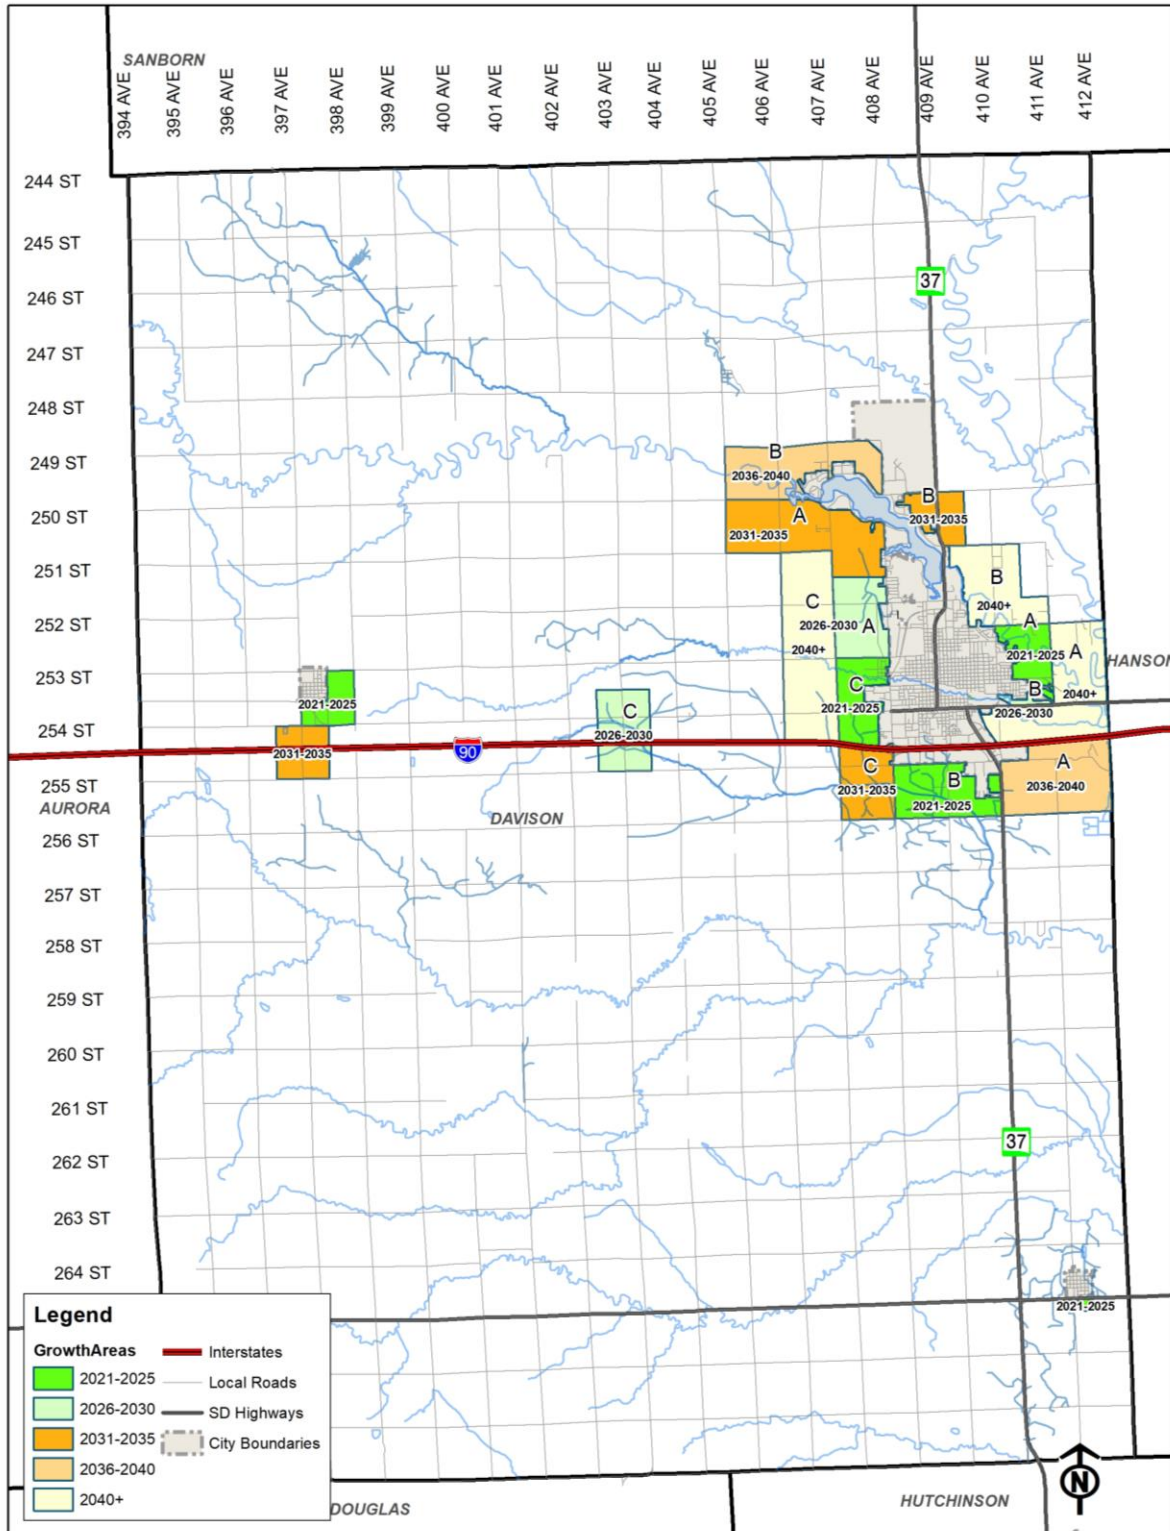 SANBORN
394 AVE
395 AVE
396 AVE
397 AVE
398 AVE
399 AVE
400 AVE
401 AVE
402 AVE
403 AVE
404 AVE
405 AVE
406 AVE
407 AVE
408 AVE
409 AVE
410 AVE
411 AVE
412 AVE
244 ST
245 ST
37
246 ST
247 ST
248 ST
B
249 ST
2036-2040
B
250 ST
A
2031-2035
2031-2035
251 ST
B
C
2040+
252 ST
2026-2030
A
A
2040+
2021-2025
A
HANSON
253 ST
C
B
2040+
2021-2025
C
2021-2025
2026-2030
254 ST
2026-2030
2031-2035
90
C
A
255 ST
2031-2035
B
2036-2040
AURORA
2021-2025
DAVISON
256 ST
257 ST
258 ST
259 ST
260 ST
261 ST
37
262 ST
263 ST
264 ST
2021-2025
Legend
GrowthAreas
2021-2025
2026-2030
2031-2035
2036-2040
2040+
Interstates
Local Roads
SD Highways
City Boundaries
N
DOUGLAS
HUTCHINSON